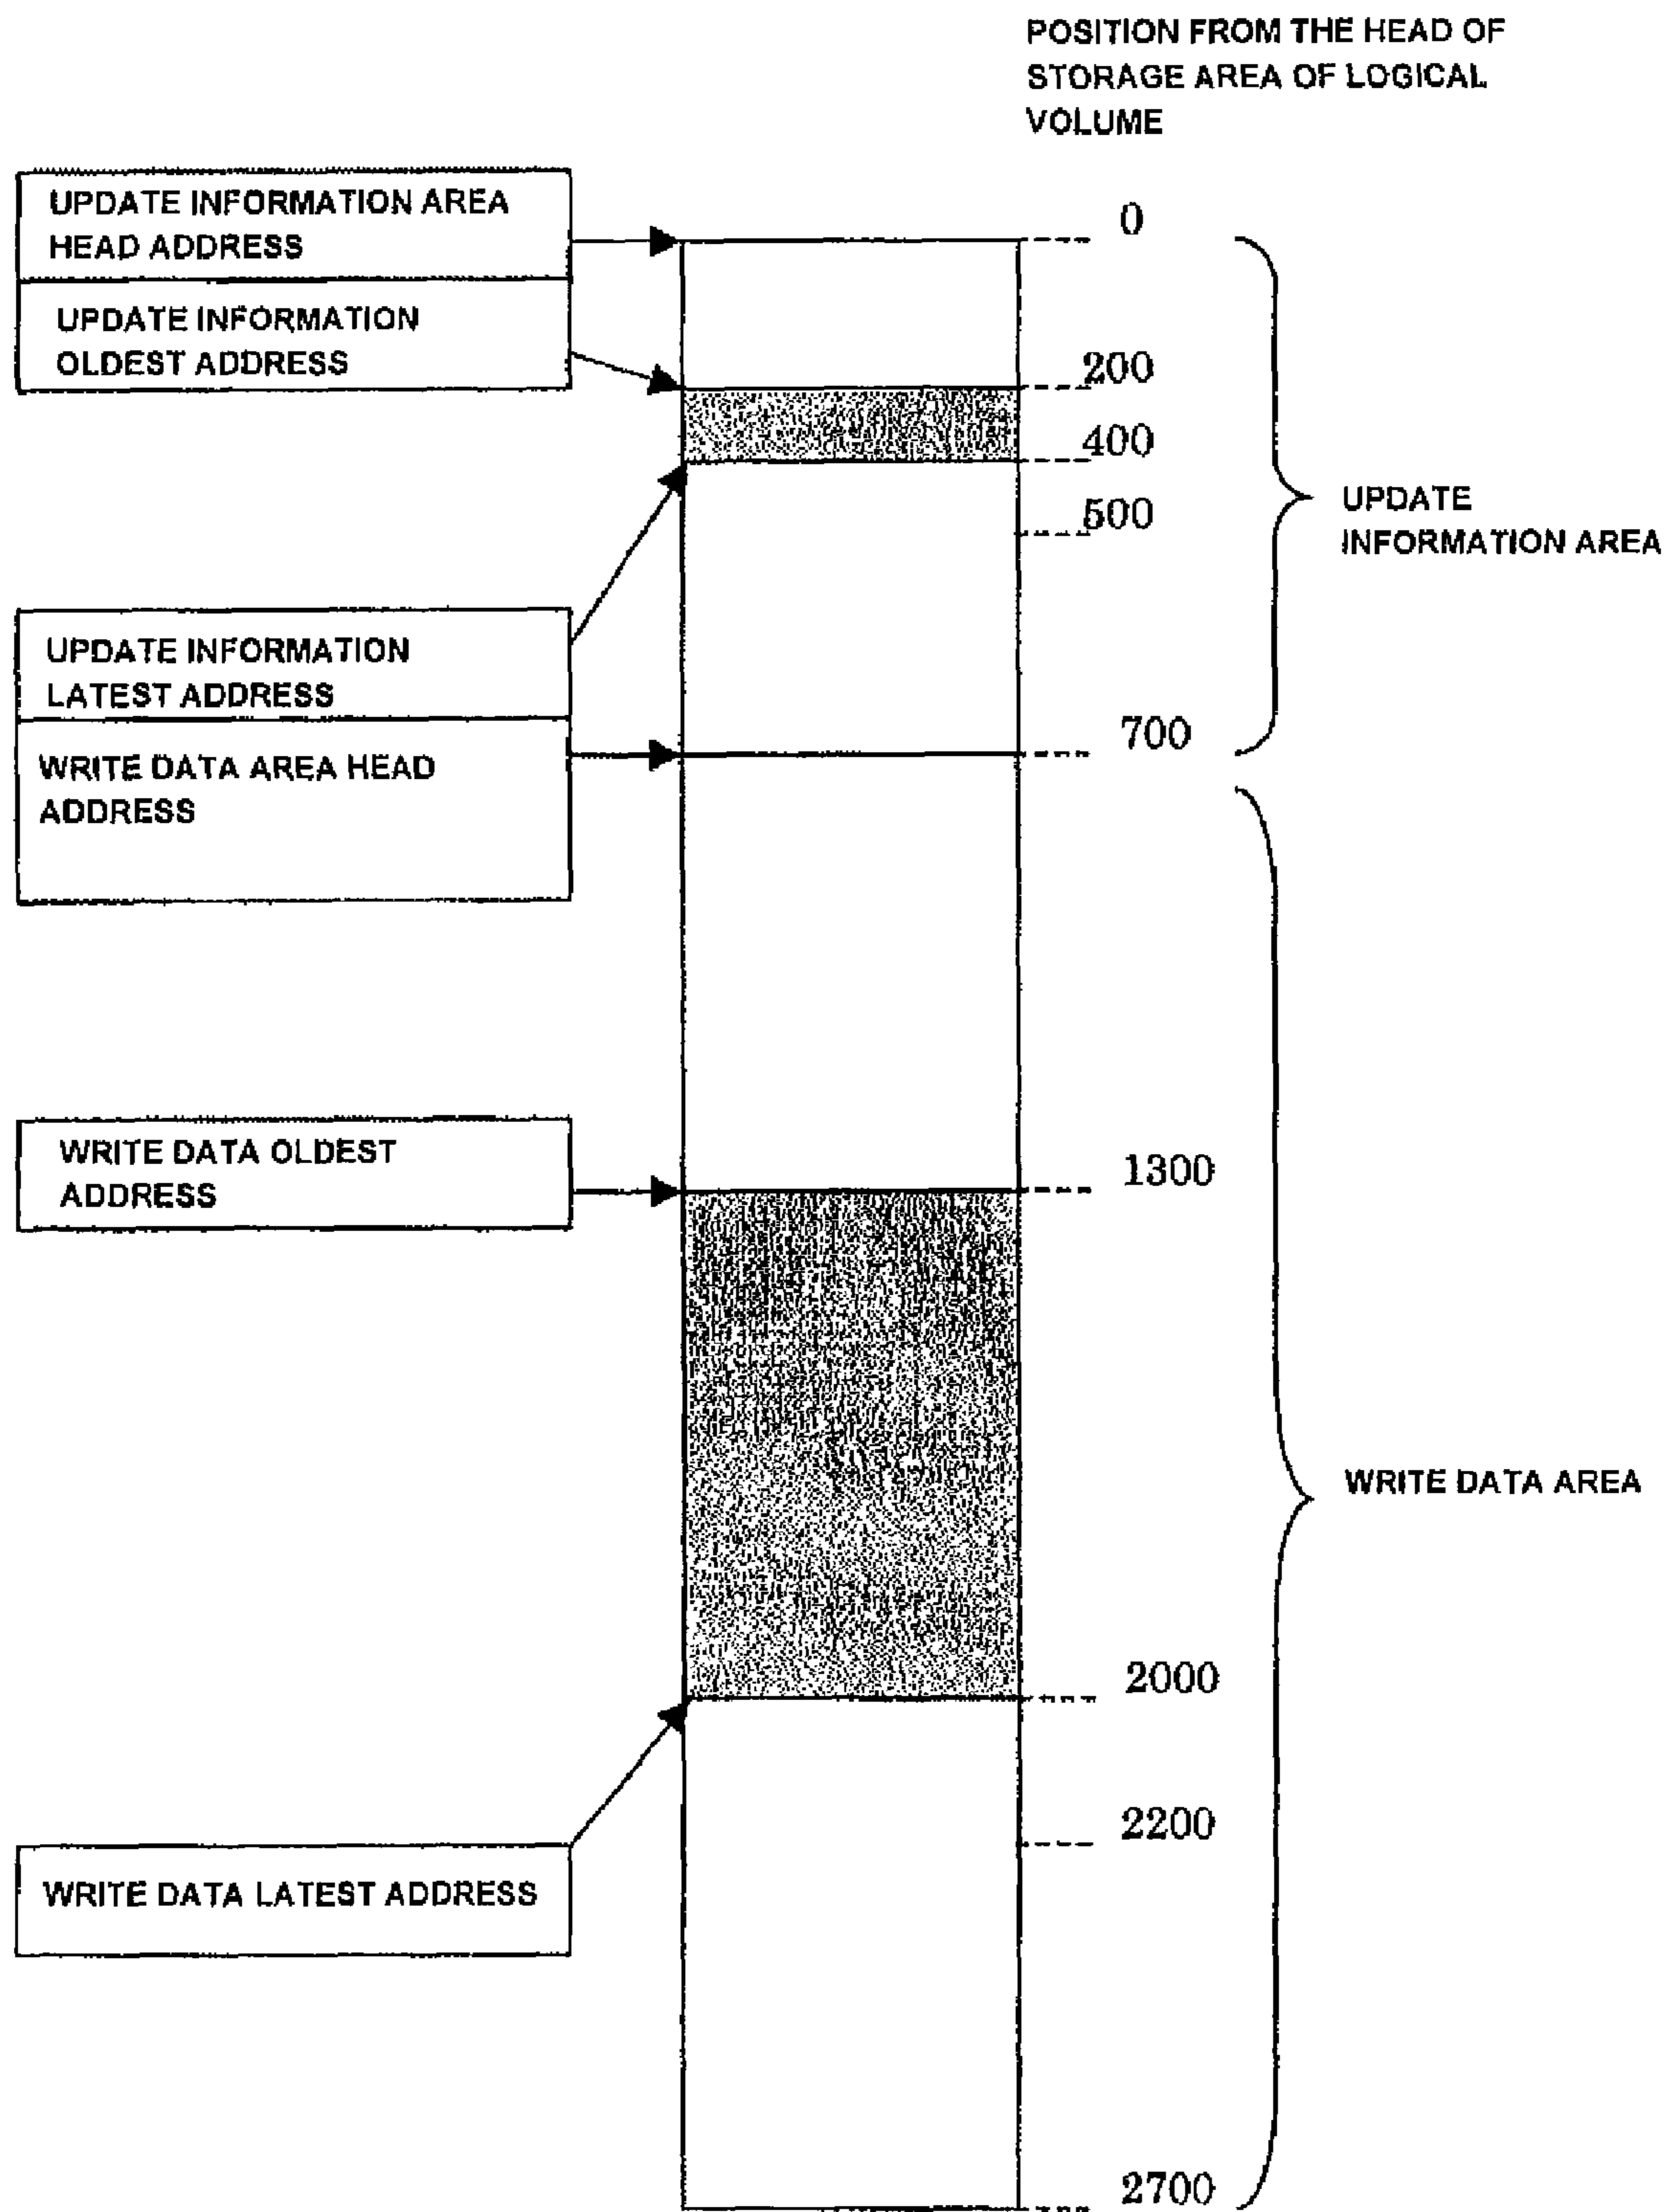 POSITION FROM THE HEAD OF
STORAGE AREA OF LOGICAL
VOLUME
UPDATE INFORMATION AREA
HEAD ADDRESS
0
UPDATE INFORMATION
OLDEST ADDRESS
200
400
500
UPDATE
INFORMATION AREA
UPDATE INFORMATION
LATEST ADDRESS
700
WRITE DATA AREA HEAD
ADDRESS
WRITE DATA OLDEST
ADDRESS
1300
WRITE DATA AREA
2000
2200
WRITE DATA LATEST ADDRESS
2700